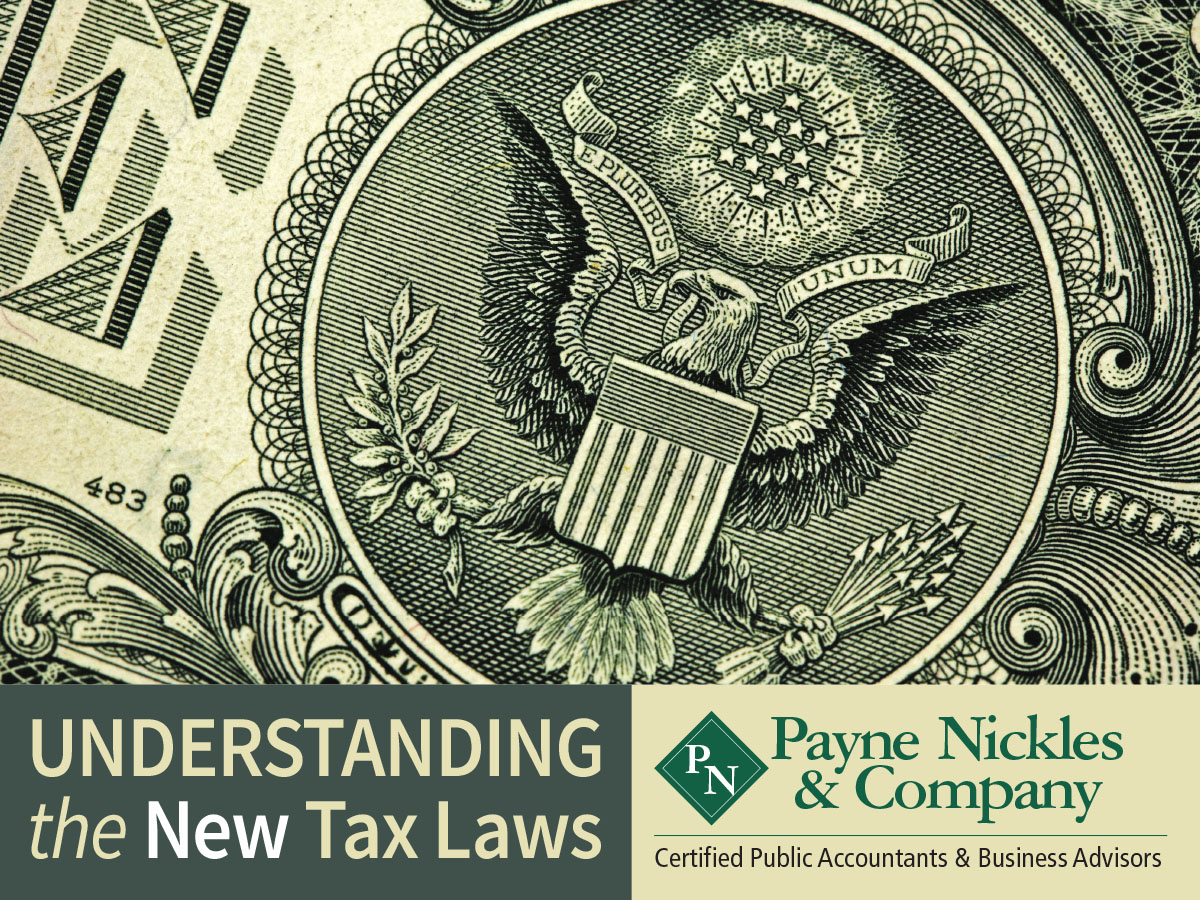 E PLURIBUS
UNUM
483
UNDERSTANDING
the New Tax Laws
PN
Payne Nickles
& Company
Certified Public Accountants & Business Advisors